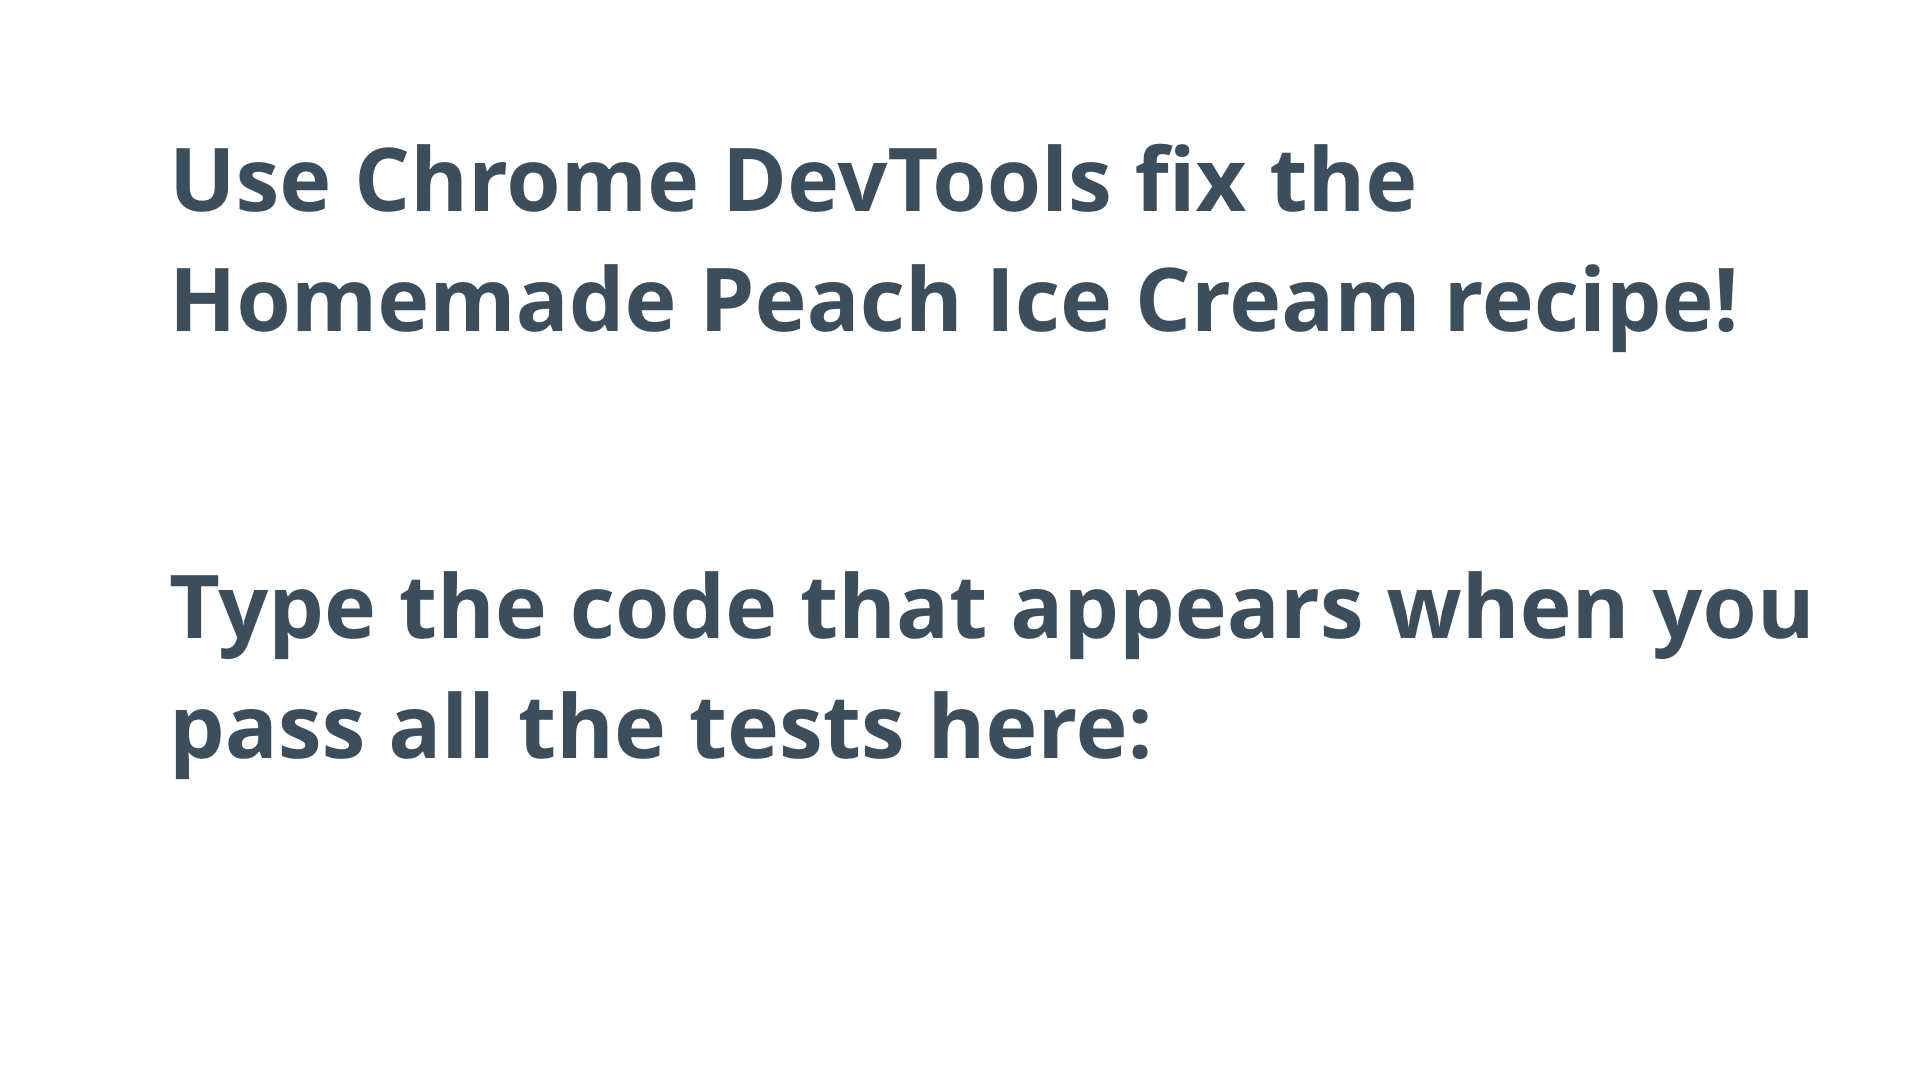 Use Chrome DevTools fix the
Homemade Peach Ice Cream recipe!
Type the code that appears when you
pass all the tests here: